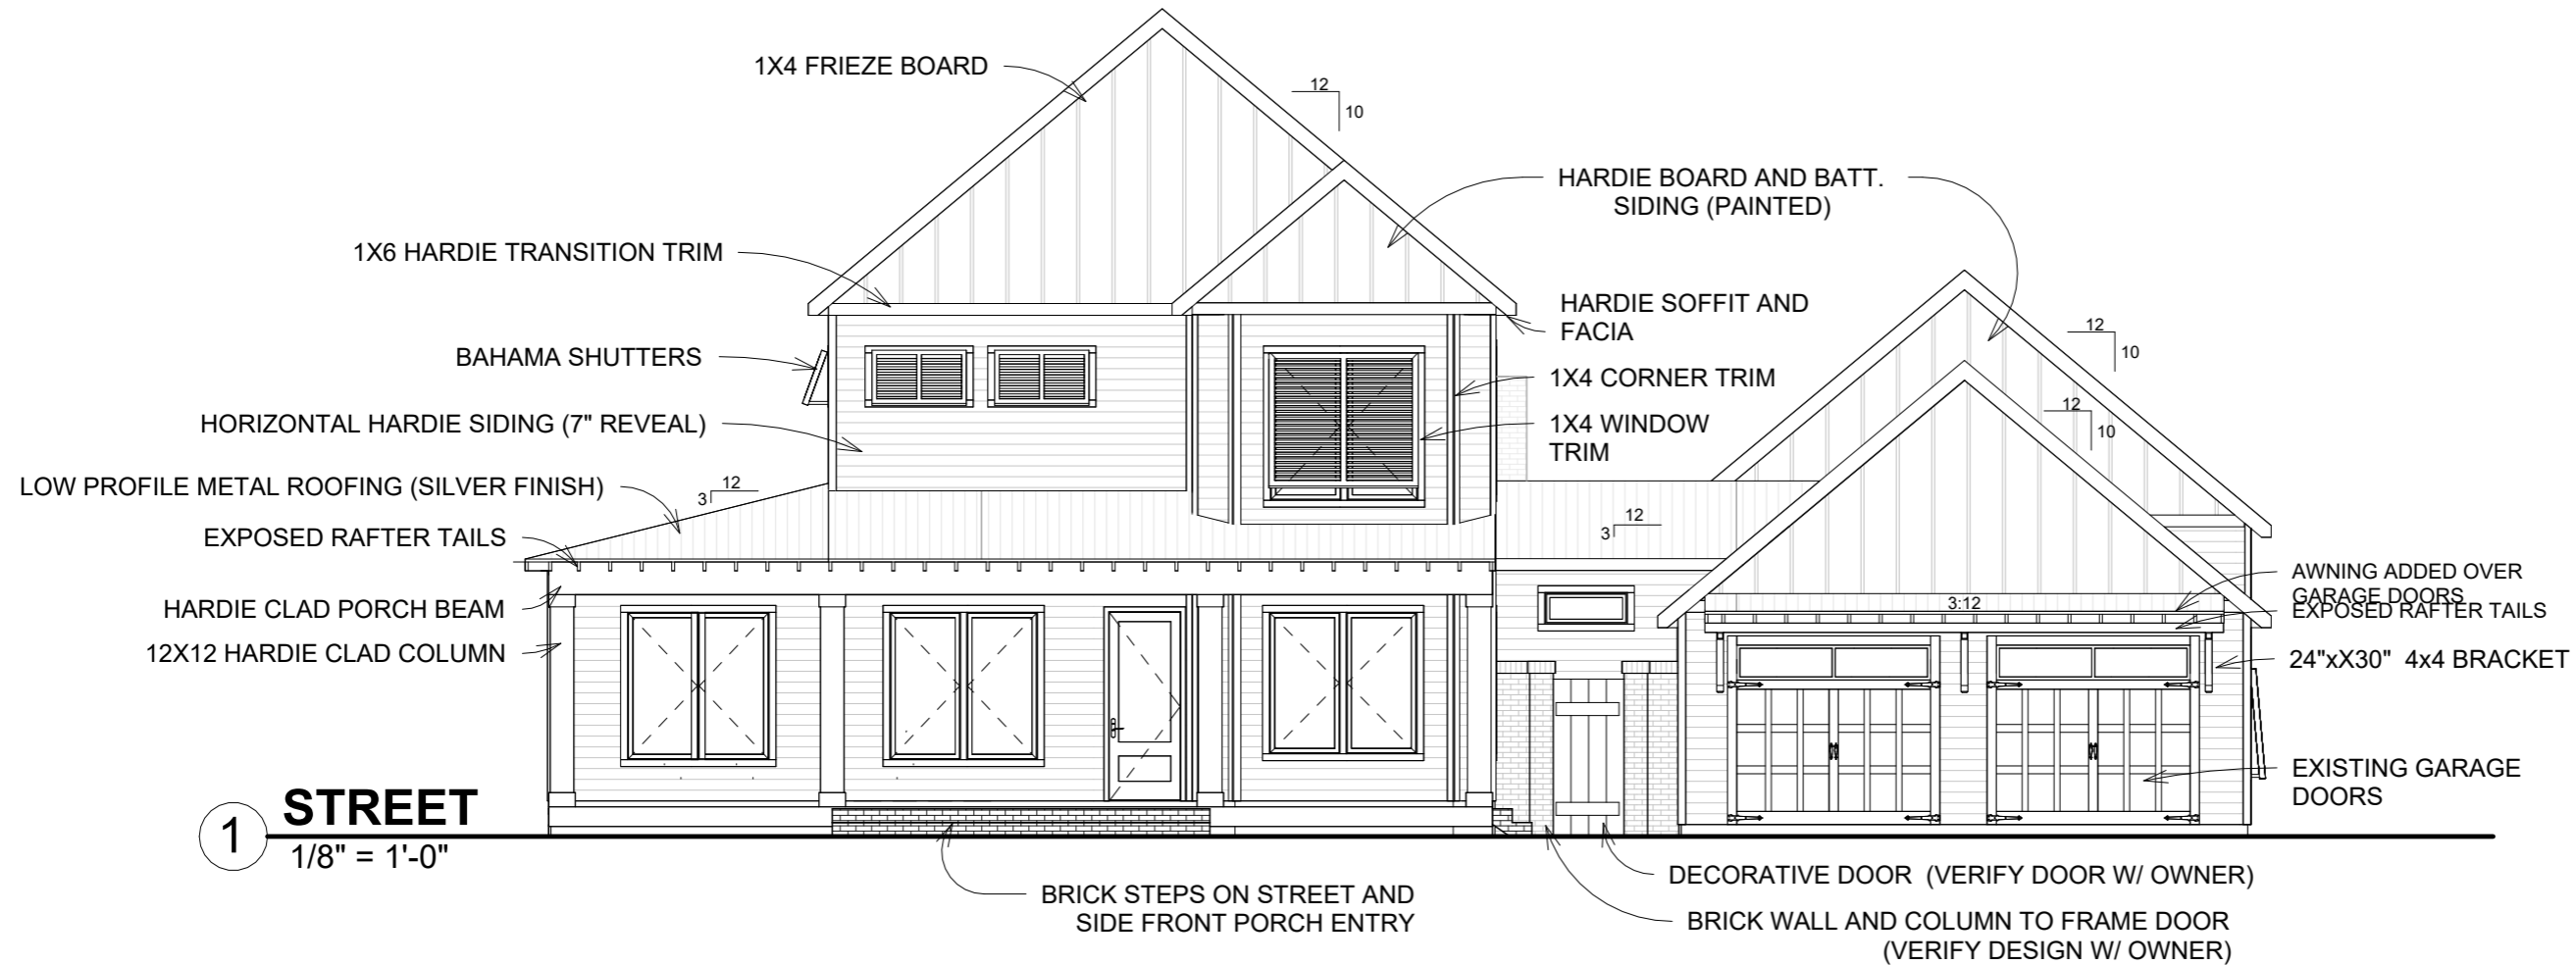 1X4 FRIEZE BOARD
12
10
HARDIE BOARD AND BATT.
SIDING (PAINTED)
1X6 HARDIE TRANSITION TRIM
HARDIE SOFFIT AND
FACIA
BAHAMA SHUTTERS
12
10
1X4 CORNER TRIM
HORIZONTAL HARDIE SIDING (7" REVEAL)
1X4 WINDOW
TRIM
12
10
LOW PROFILE METAL ROOFING (SILVER FINISH)
12
3
12
3
EXPOSED RAFTER TAILS
AWNING ADDED OVER
GARAGE DOORS
HARDIE CLAD PORCH BEAM
3:12
EXPOSED RAFTER TAILS
12X12 HARDIE CLAD COLUMN
24"xX30" 4x4 BRACKET
EXISTING GARAGE
DOORS
1
STREET
1/8" = 1'-0"
BRICK STEPS ON STREET AND
SIDE FRONT PORCH ENTRY
DECORATIVE DOOR (VERIFY DOOR W/ OWNER)
BRICK WALL AND COLUMN TO FRAME DOOR
(VERIFY DESIGN W/ OWNER)